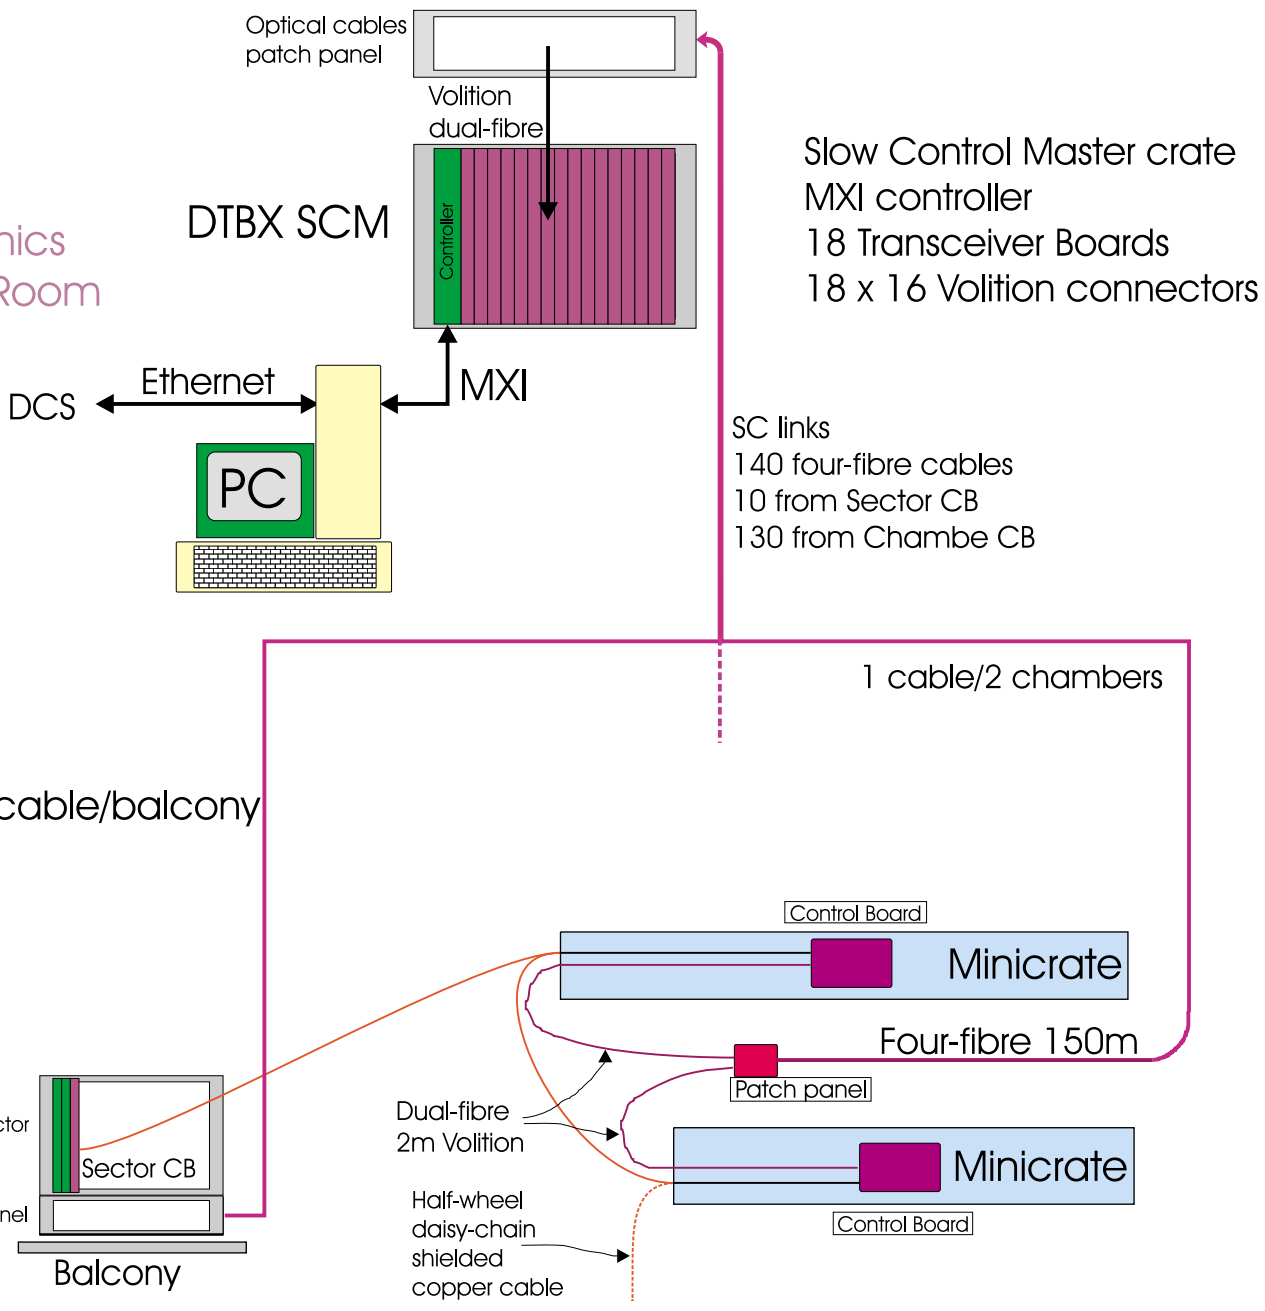 Optical cables
patch panel
Volition
dual-fibre
Slow Control Master crate
MXI controller
18 Transceiver Boards
18 x 16 Volition connectors
DTBX SCM
Controller
Room
Ethernet
MXI
DCS
PC
SC links
140 four-fibre cables
10 from Sector CB
130 from Chambe CB
1 cable/2 chambers
cable/balcony
Control Board
Minicrate
Four-fibre 150m
Patch panel
Dual-fibre
2m Volition
Minicrate
Control Board
Sector CB
Balcony
Half-wheel
daisy-chain
shielded
copper cable